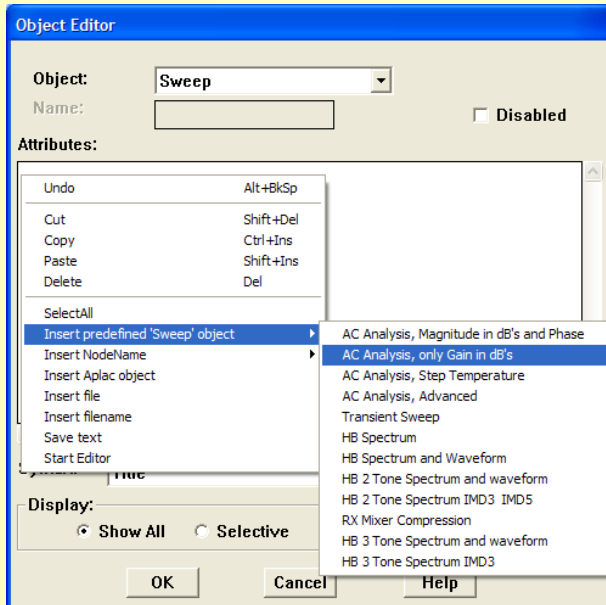 Object Editor
Object:
Sweep
Name:
Disabled
Attributes:
Undo Alt+BkSp
Cut Shift+Del
Copy Ctrl+Ins
Paste Shift+Ins
Delete Del
SelectAll
Insert predefined 'Sweep' object
Insert NodeName
Insert Aplac object
Insert file
Insert filename
Save text
Start Editor
AC Analysis, Magnitude in dB's and Phase
AC Analysis, only Gain in dB's
AC Analysis, Step Temperature
AC Analysis, Advanced
Transient Sweep
HB Spectrum
HB Spectrum and Waveform
HB 2 Tone Spectrum and waveform
HB 2 Tone Spectrum IMD3 IMD5
RX Mixer Compression
HB 3 Tone Spectrum and waveform
HB 3 Tone Spectrum IMD3
Title
Display:
Show All Selective
OK Cancel Help